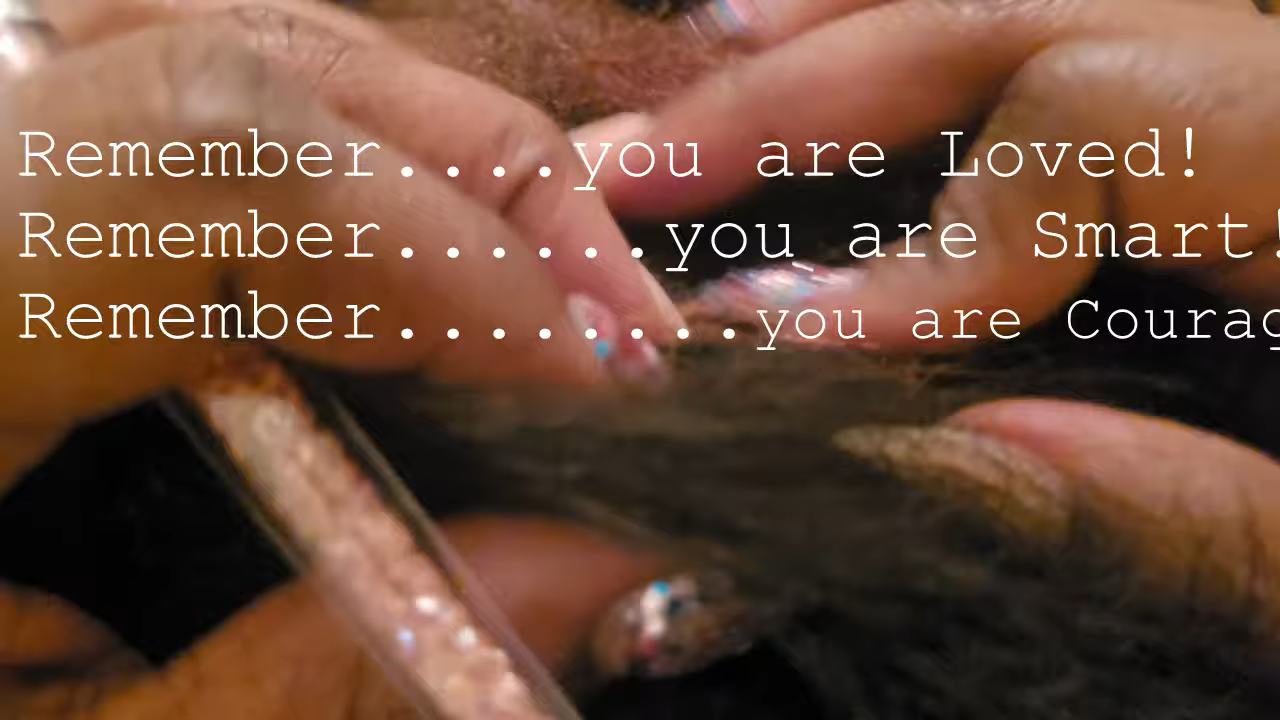 Remember....you are Loved!
Remember......you are Smart!
Remember........you are Courag